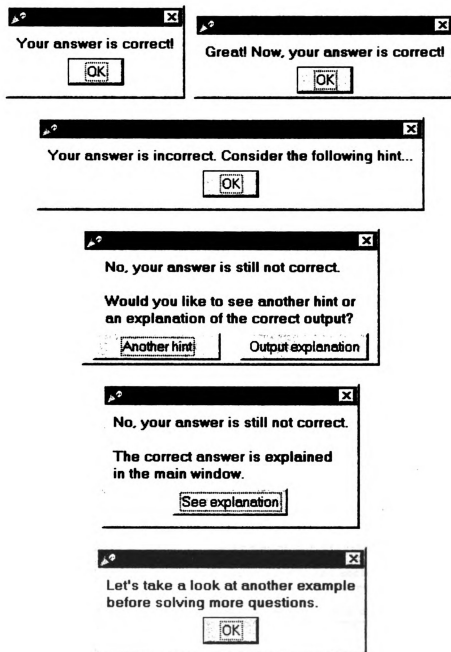 Your answer is correct!
OK
Great! Now, your answer is correct!
OK
Your answer is incorrect. Consider the following hint...
OK
No, your answer is still not correct.
Would you like to see another hint or
an explanation of the correct output?
Another hint
Output explanation
No, your answer is still not correct.
The correct answer is explained
in the main window.
See explanation
Let's take a look at another example
before solving more questions.
OK